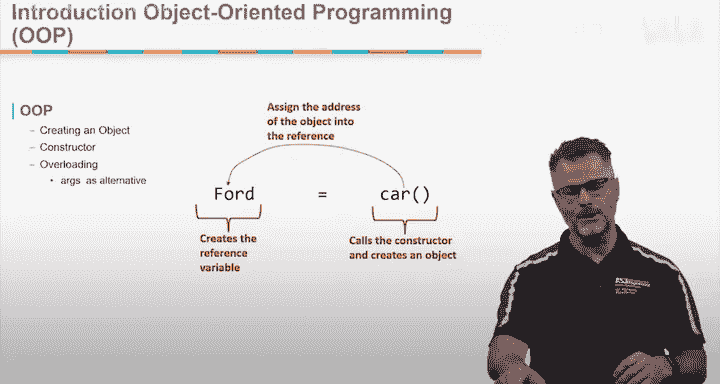 Introduction Object-Oriented Programming
(OOP)
OOP
– Creating an Object
– Constructor
– Overloading
• args as alternative
Assign the address
of the object into
the reference
Ford = car()
Creates the
reference
variable
Calls the constructor
and creates an object